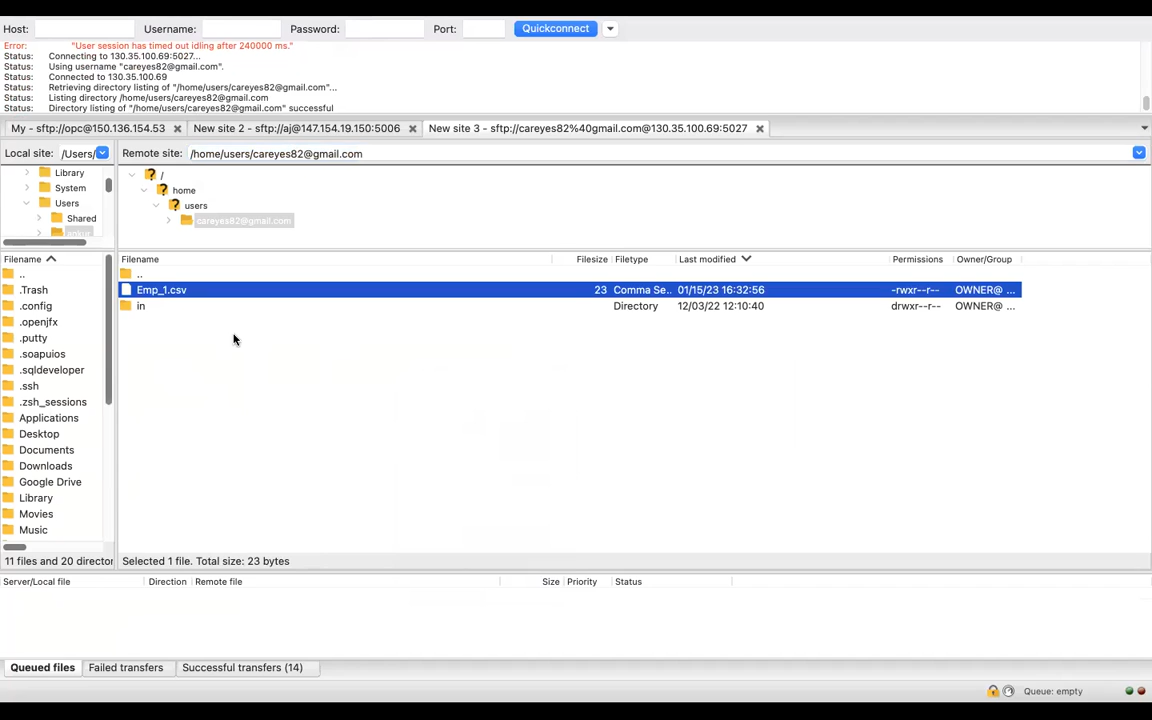 Host: Username: Password: Port: Quickconnect
Error: "User session has timed out idling after 240000 ms."
Status: Connecting to 130.35.100.69:5027...
Status: Using username "careyes82@gmail.com".
Status: Connected to 130.35.100.69
Status: Retrieving directory listing of "/home/users/careyes82@gmail.com"...
Status: Listing directory /home/users/careyes82@gmail.com
Status: Directory listing of "/home/users/careyes82@gmail.com" successful
My - sftp://opc@150.136.154.53 New site 2 - sftp://aj@147.154.19.150:5006 New site 3 - sftp://careyes82%40gmail.com@130.35.100.69:5027
Local site: /Users/ Remote site: /home/users/careyes82@gmail.com
Library
System
Users
Shared
ankur
/
home
users
careyes82@gmail.com
Filename
..
.Trash
.config
.openjfx
.putty
.soapuios
.sqldeveloper
.ssh
.zsh_sessions
Applications
Desktop
Documents
Downloads
Google Drive
Library
Movies
Music
11 files and 20 director
Filename Filesize Filetype Last modified Permissions Owner/Group
..
Emp_1.csv 23 Comma Se.. 01/15/23 16:32:56 -rwxr--r-- OWNER@ ...
in Directory 12/03/22 12:10:40 drwxr--r-- OWNER@ ...
Selected 1 file. Total size: 23 bytes
Server/Local file Direction Remote file Size Priority Status
Queued files Failed transfers Successful transfers (14)
Queue: empty